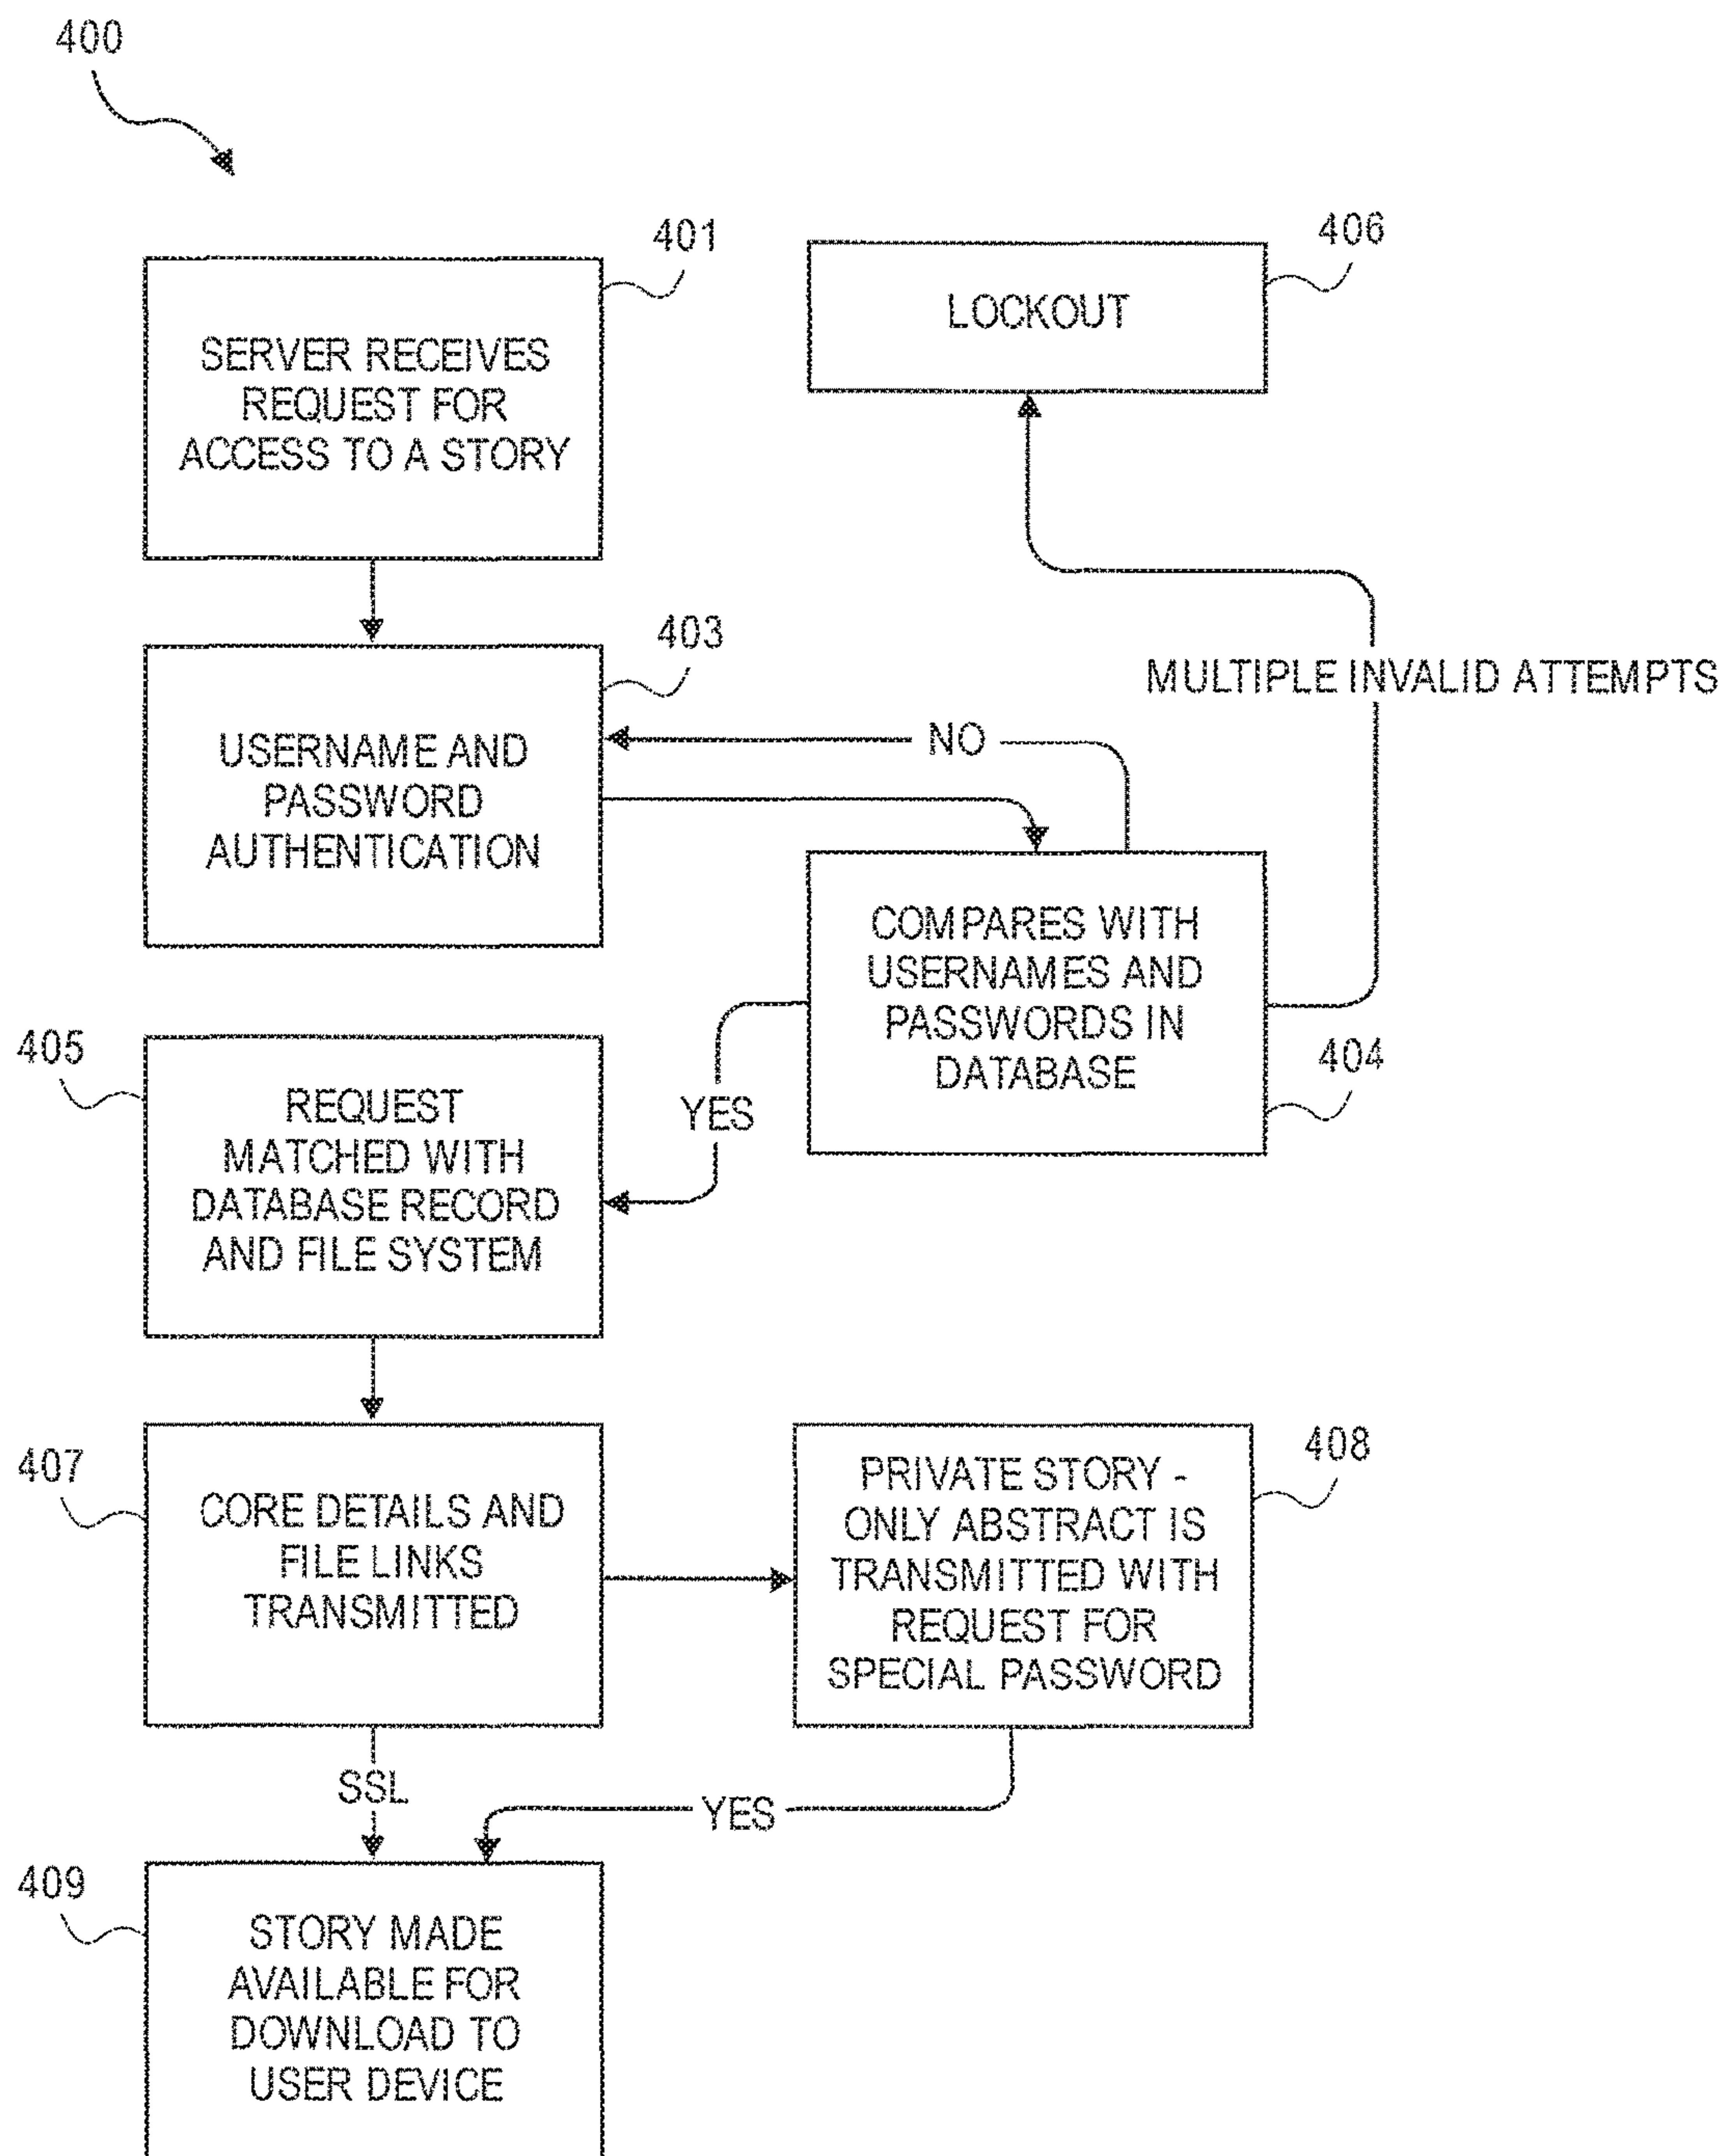 400
401
SERVER RECEIVES
REQUEST FOR
ACCESS TO A STORY
406
LOCKOUT
403
USERNAME AND
PASSWORD
AUTHENTICATION
MULTIPLE INVALID ATTEMPTS
NO
COMPARES WITH
USERNAMES AND
PASSWORDS IN
DATABASE
404
YES
405
REQUEST
MATCHED WITH
DATABASE RECORD
AND FILE SYSTEM
407
CORE DETAILS AND
FILE LINKS
TRANSMITTED
408
PRIVATE STORY -
ONLY ABSTRACT IS
TRANSMITTED WITH
REQUEST FOR
SPECIAL PASSWORD
SSL
YES
409
STORY MADE
AVAILABLE FOR
DOWNLOAD TO
USER DEVICE